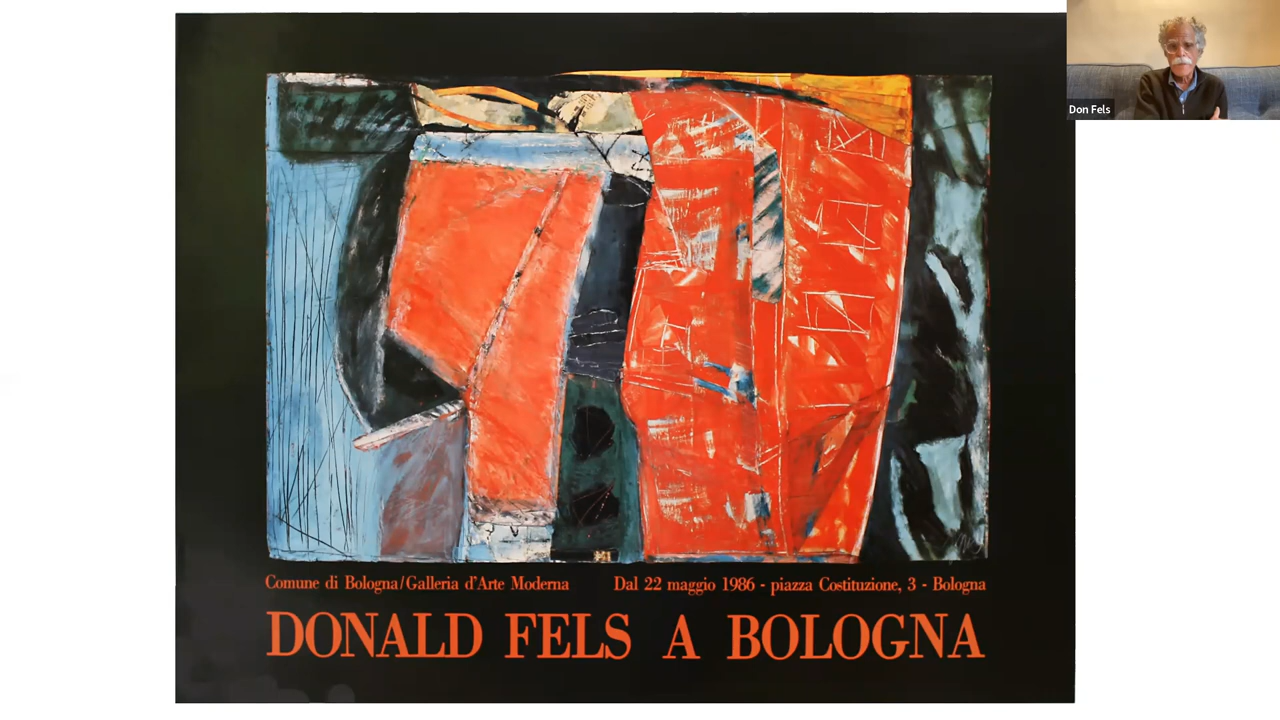 Don Fels
Comune di Bologna/Galleria d'Arte Moderna
Dal 22 maggio 1986 - piazza Costituzione, 3 - Bologna
DONALD FELS A BOLOGNA